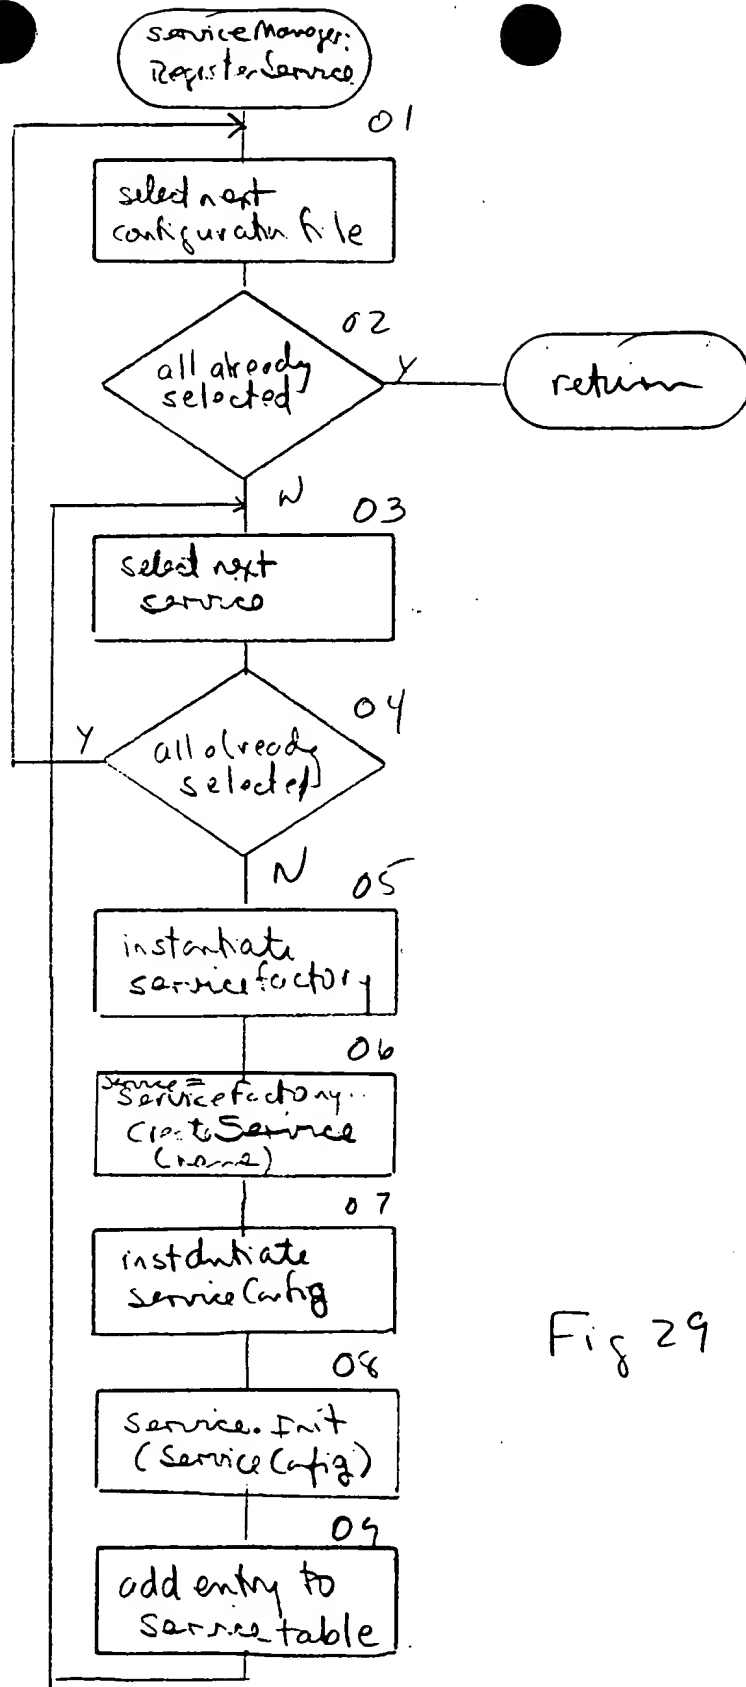 serviceManager:
RegisterService
01
select next
configuration file
02
all already
selected
Y
return
N
03
select next
service
04
Y
all already
selected
N
05
instantiate
servicefactory
06
service =
Servicefactory.
CreateService
(name)
07
instantiate
serviceConfig
08
service.Init
(ServiceConfig)
09
add entry to
Service table
Fig 29